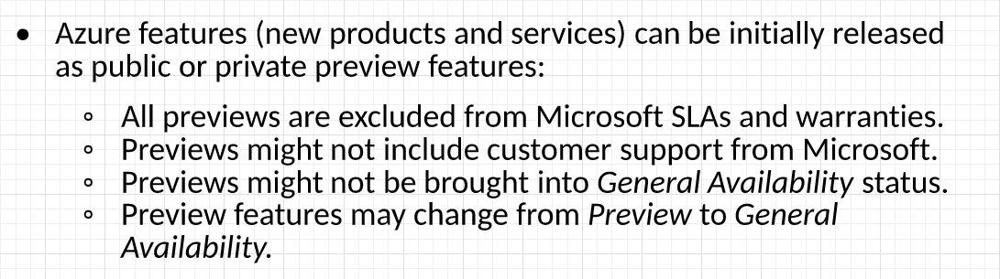 • Azure features (new products and services) can be initially released
as public or private preview features:
◦ All previews are excluded from Microsoft SLAs and warranties.
◦ Previews might not include customer support from Microsoft.
◦ Previews might not be brought into General Availability status.
◦ Preview features may change from Preview to General
Availability.